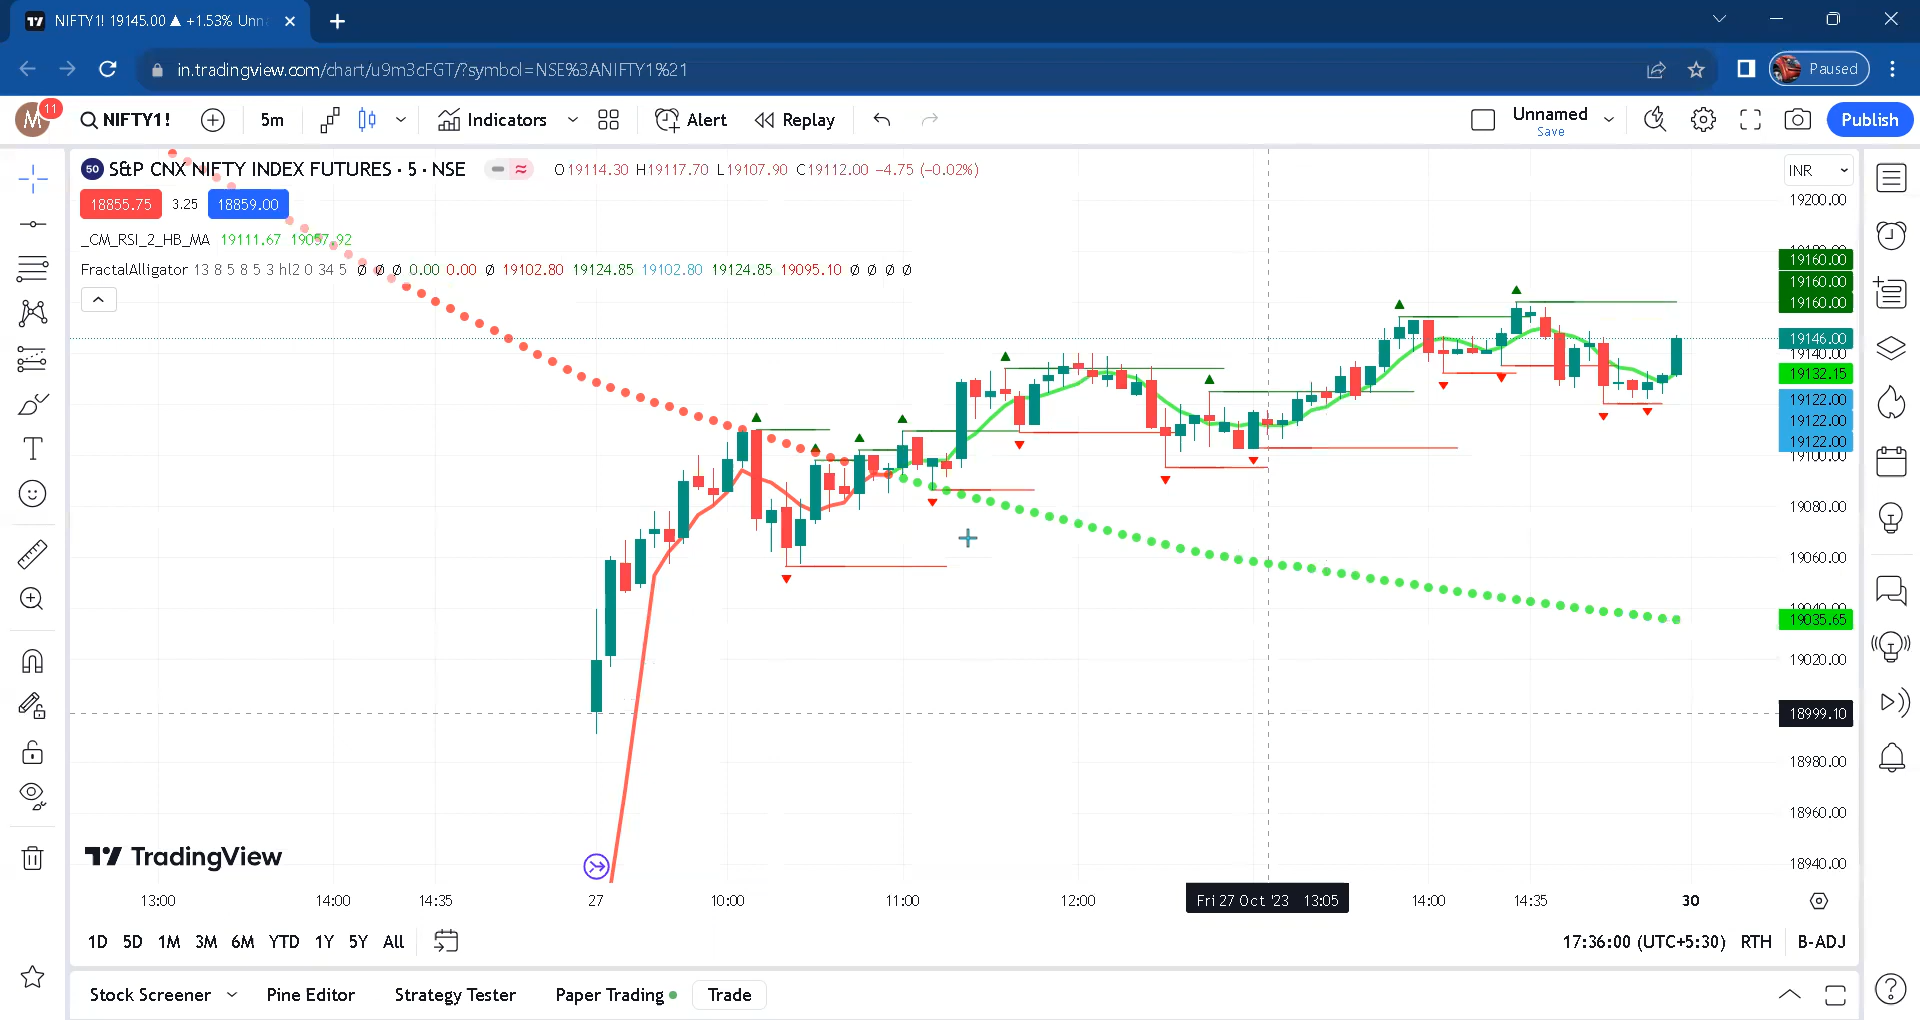 NIFTY1! 19145.00 ▲ +1.53% Unn
in.tradingview.com/chart/u9m3cFGT/?symbol=NSE%3ANIFTY1%21
Paused
M 11 NIFTY1! 5m Indicators Alert Replay Unnamed Save Publish
50 S&P CNX NIFTY INDEX FUTURES · 5 · NSE O19114.30 H19117.70 L19107.90 C19112.00 −4.75 (−0.02%) INR
18855.75 3.25 18859.00
_CM_RSI_2_HB_MA 19111.67 19057.92
FractalAlligator 13 8 5 8 5 3 hl2 0 34 5 ∅ ∅ ∅ 0.00 0.00 ∅ 19102.80 19124.85 19102.80 19124.85 19095.10 ∅ ∅ ∅ ∅
19200.00
19160.00
19160.00
19160.00
19146.00
19140.00
19132.15
19122.00
19122.00
19122.00
19100.00
19080.00
19060.00
19035.65
19020.00
18999.10
18980.00
18960.00
18940.00
TradingView
13:00 14:00 14:35 27 10:00 11:00 12:00 Fri 27 Oct '23 13:05 14:00 14:35 30
1D 5D 1M 3M 6M YTD 1Y 5Y All 17:36:00 (UTC+5:30) RTH B-ADJ
Stock Screener Pine Editor Strategy Tester Paper Trading Trade